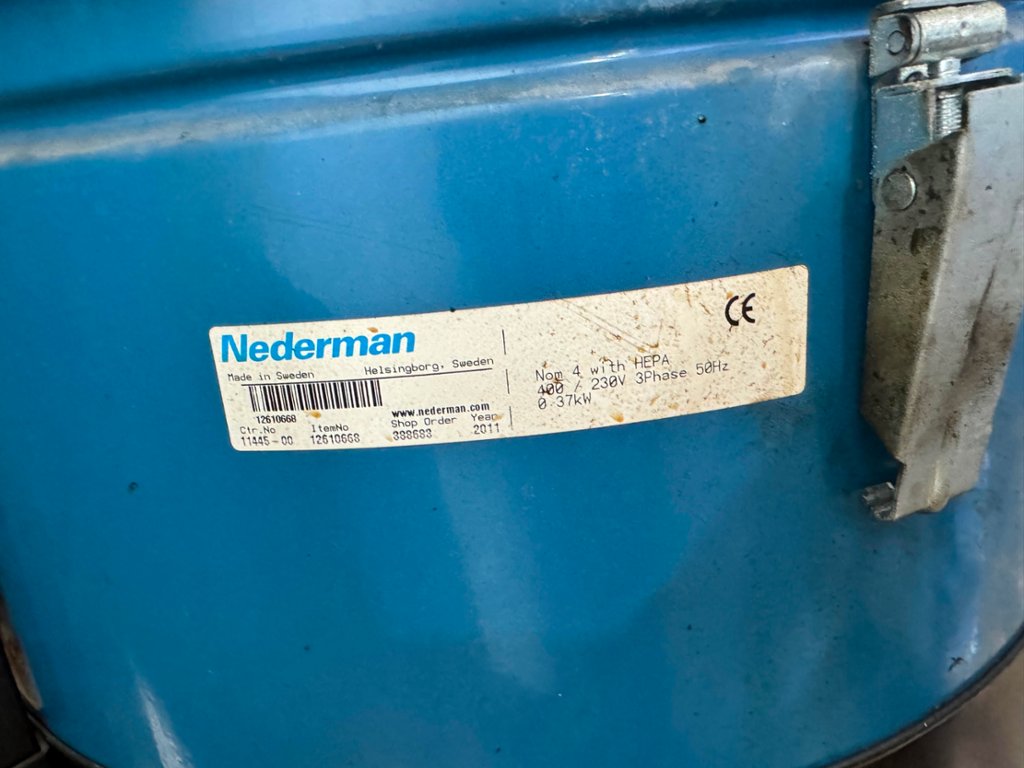 Nederman
Made in Sweden Helsingborg, Sweden
12610668 www.nederman.com
Ctr.No ItemNo Shop Order Year
11445-00 12610668 388683 2011
CE
Nom 4 with HEPA
400 / 230V 3Phase 50Hz
0.37kW